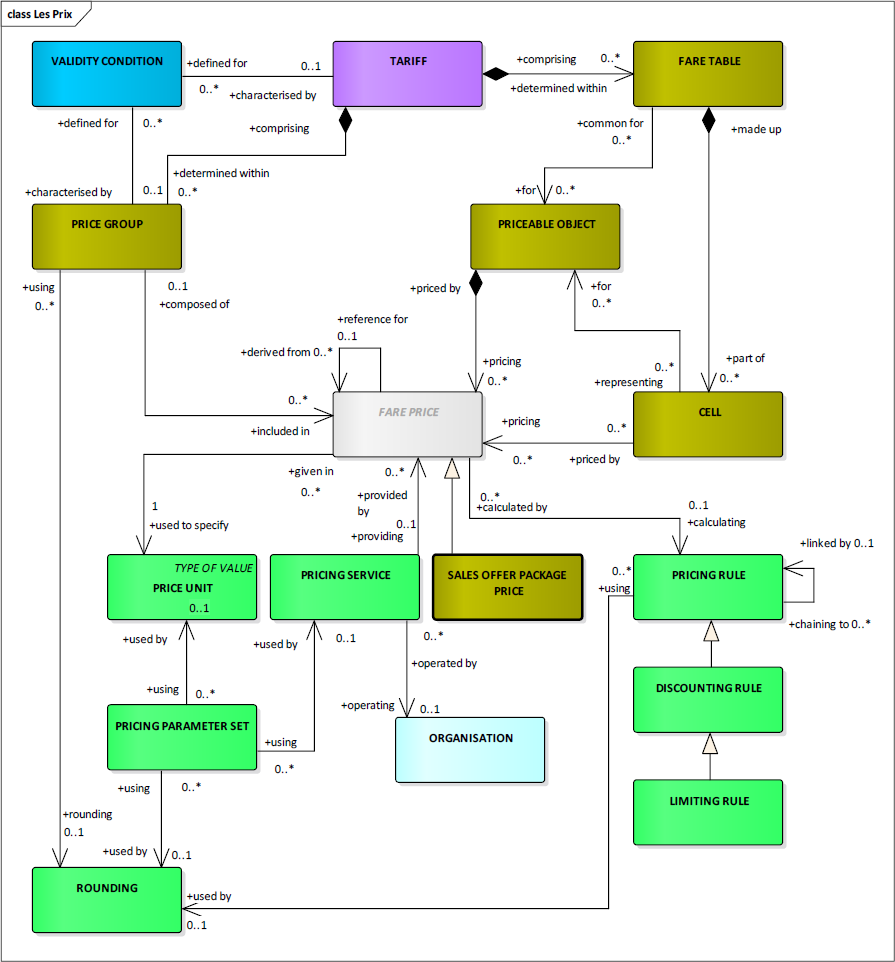 class Les Prix
VALIDITY CONDITION
TARIFF
FARE TABLE
+defined for
0..1
0..*
+characterised by
+comprising
0..*
+determined within
+defined for
0..*
+comprising
+common for
0..*
+made up
+determined within
+characterised by
0..1
0..*
+for
0..*
PRICE GROUP
PRICEABLE OBJECT
+using
0..*
0..1
+composed of
+priced by
+for
0..*
+reference for
0..1
+derived from 0..*
+pricing
0..*
0..*
+representing
+part of
0..*
0..*
+included in
FARE PRICE
CELL
+pricing
0..*
0..*
+priced by
+given in
0..*
0..*
+provided
by
0..1
+providing
0..*
+calculated by
0..1
+calculating
1
+used to specify
+linked by 0..1
TYPE OF VALUE
PRICE UNIT
0..1
PRICING SERVICE
SALES OFFER PACKAGE
PRICE
0..*
+using
PRICING RULE
+chaining to 0..*
+used by
+used by
0..1
0..*
+operated by
+using
0..*
+operating
0..1
DISCOUNTING RULE
PRICING PARAMETER SET
+using
0..*
ORGANISATION
+using
0..*
LIMITING RULE
+rounding
0..1
+used by
0..1
ROUNDING
+used by
0..1